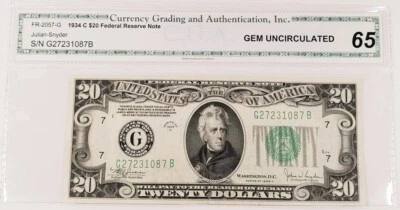 Currency Grading and Authentication, Inc.
FR-2057-G 1934 C $20 Federal Reserve Note
Julian-Snyder
S/N G27231087B
GEM UNCIRCULATED 65
20 FEDERAL RESERVE NOTE 20
THE UNITED STATES OF AMERICA
G27231087B
7 7
G
WASHINGTON, D.C.
G27231087B
7 7
20 TWENTY DOLLARS 20
WILL PAY TO THE BEARER ON DEMAND